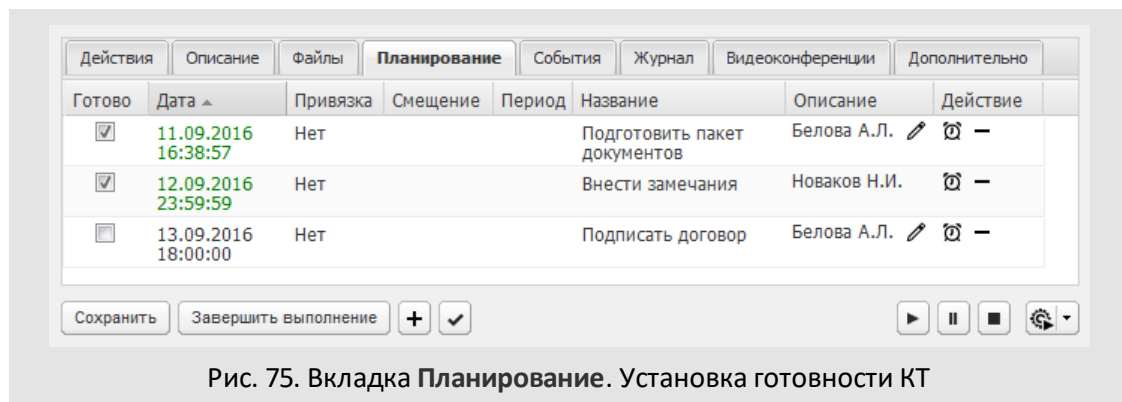 Действия Описание Файлы Планирование События Журнал Видеоконференции Дополнительно
Готово Дата Привязка Смещение Период Название Описание Действие
11.09.2016 Нет Подготовить пакет Белова А.Л.
16:38:57 документов
12.09.2016 Нет Внести замечания Новаков Н.И.
23:59:59
13.09.2016 Нет Подписать договор Белова А.Л.
18:00:00
Сохранить Завершить выполнение
Рис. 75. Вкладка Планирование. Установка готовности КТ